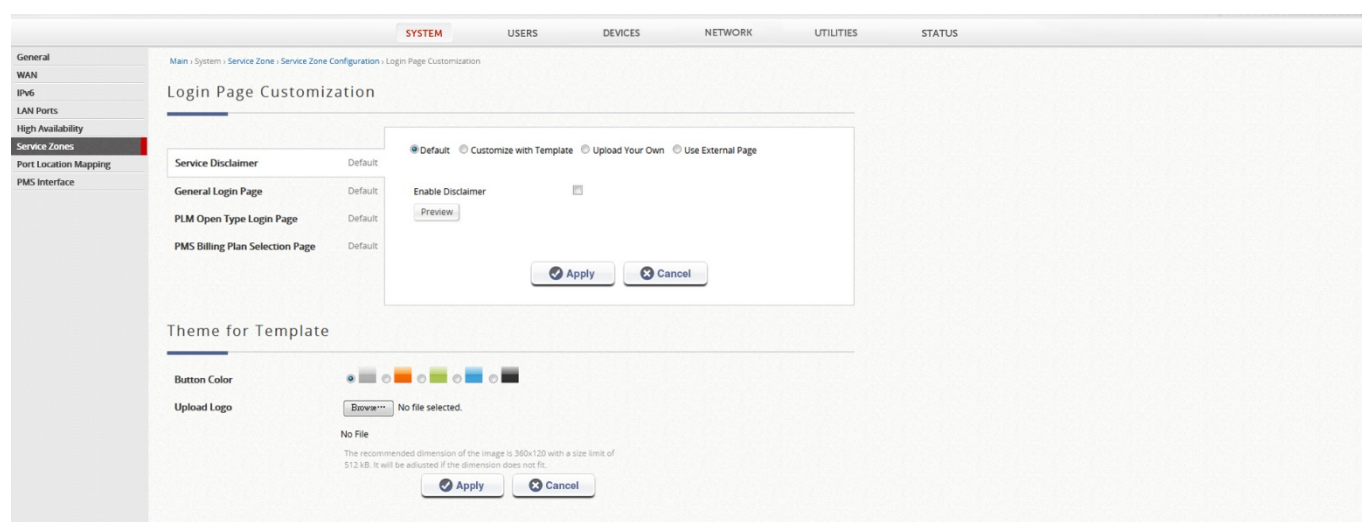 SYSTEM USERS DEVICES NETWORK UTILITIES STATUS
General
WAN
IPv6
LAN Ports
High Availability
Service Zones
Port Location Mapping
PMS Interface
Main › System › Service Zone › Service Zone Configuration › Login Page Customization
Login Page Customization
Service Disclaimer Default
General Login Page Default
PLM Open Type Login Page Default
PMS Billing Plan Selection Page Default
Default Customize with Template Upload Your Own Use External Page
Enable Disclaimer
Preview
Apply Cancel
Theme for Template
Button Color
Upload Logo Browse… No file selected.
No File
The recommended dimension of the image is 360x120 with a size limit of
512 kB. It will be adjusted if the dimension does not fit.
Apply Cancel